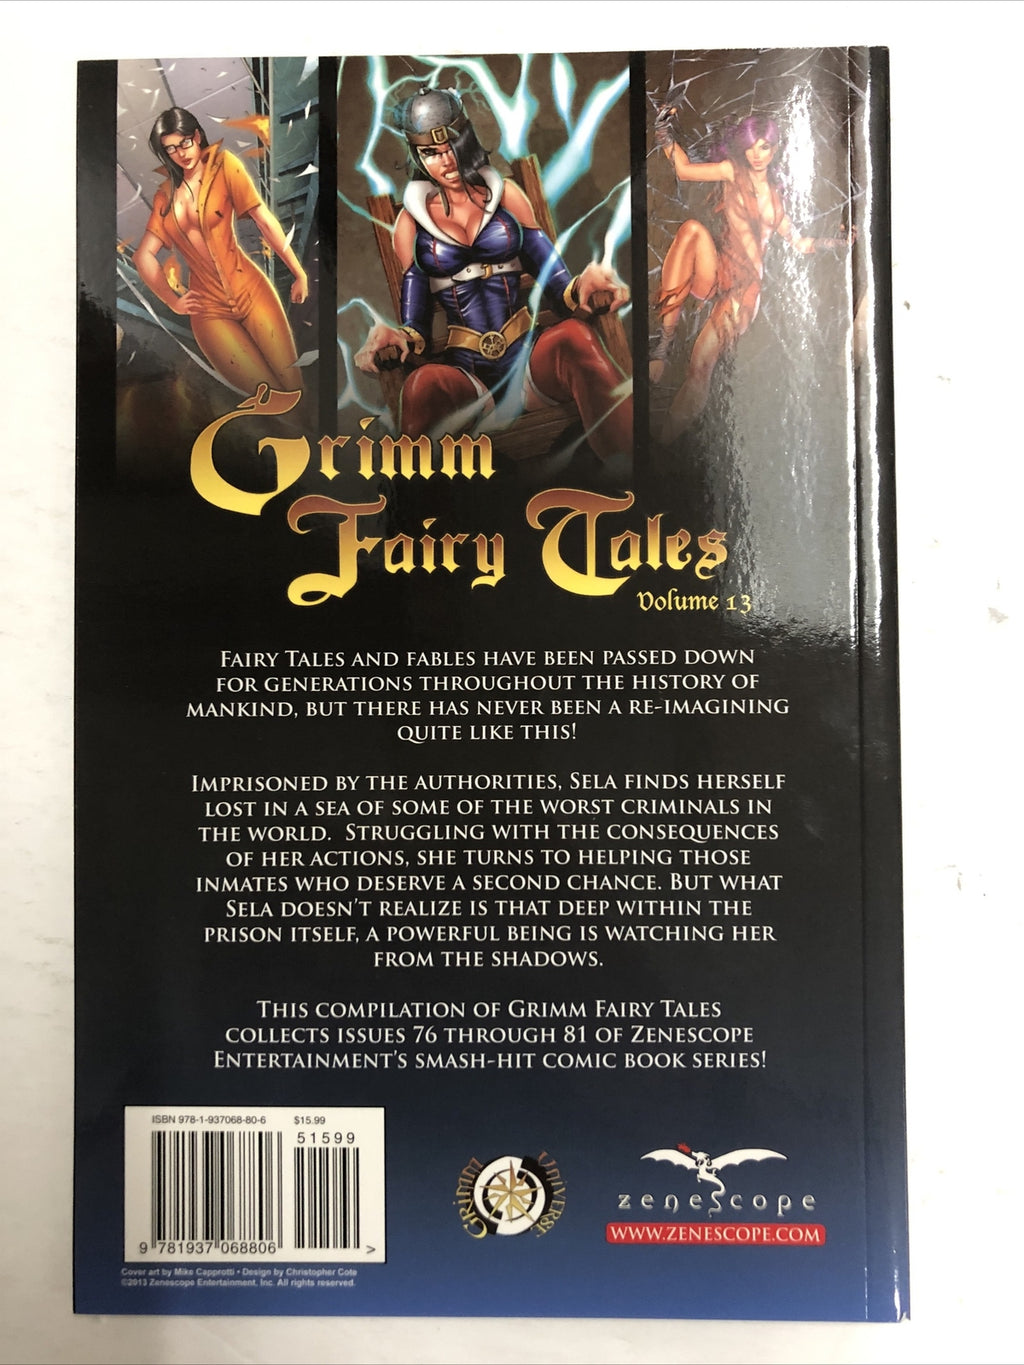 Grimm
Fairy Tales
Volume 13
FAIRY TALES AND FABLES HAVE BEEN PASSED DOWN
FOR GENERATIONS THROUGHOUT THE HISTORY OF
MANKIND, BUT THERE HAS NEVER BEEN A RE-IMAGINING
QUITE LIKE THIS!
IMPRISONED BY THE AUTHORITIES, SELA FINDS HERSELF
LOST IN A SEA OF SOME OF THE WORST CRIMINALS IN
THE WORLD. STRUGGLING WITH THE CONSEQUENCES
OF HER ACTIONS, SHE TURNS TO HELPING THOSE
INMATES WHO DESERVE A SECOND CHANCE. BUT WHAT
SELA DOESN'T REALIZE IS THAT DEEP WITHIN THE
PRISON ITSELF, A POWERFUL BEING IS WATCHING HER
FROM THE SHADOWS.
THIS COMPILATION OF GRIMM FAIRY TALES
COLLECTS ISSUES 76 THROUGH 81 OF ZENESCOPE
ENTERTAINMENT'S SMASH-HIT COMIC BOOK SERIES!
ISBN 978-1-937068-80-6 $15.99
51599
9 781937 068806 >
Cover art by Mike Capprotti • Design by Christopher Cote
©2013 Zenescope Entertainment, Inc. All rights reserved.
GRIMM UNIVERSE
zenescope
WWW.ZENESCOPE.COM